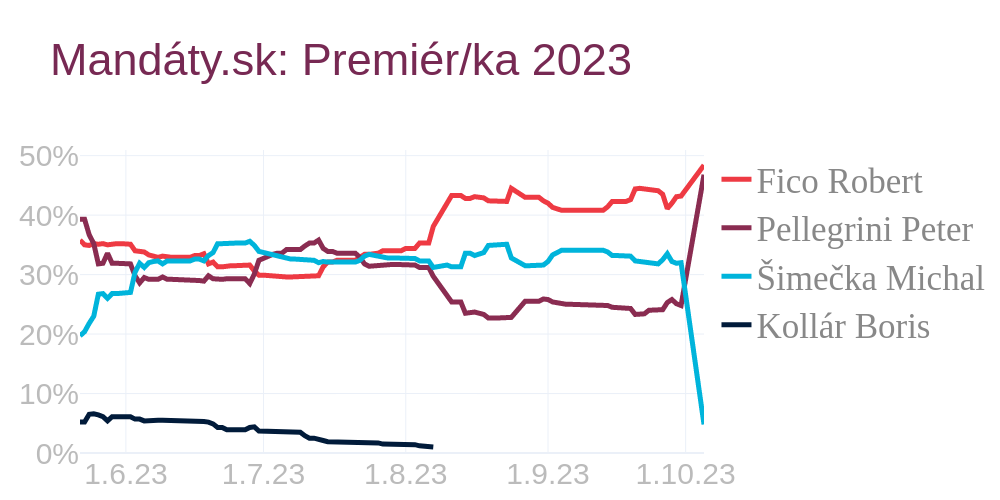 Mandáty.sk: Premiér/ka 2023
50%
40%
30%
20%
10%
0%
1.6.23
1.7.23
1.8.23
1.9.23
1.10.23
Fico Robert
Pellegrini Peter
Šimečka Michal
Kollár Boris